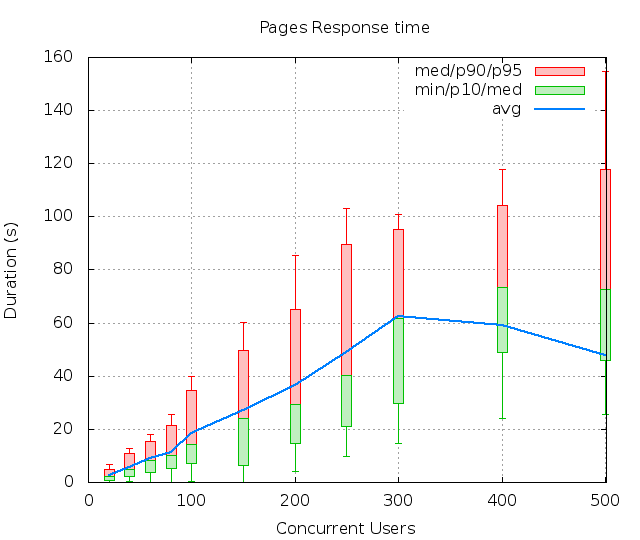 Pages Response time
160
140
120
100
80
60
40
20
0
Duration (s)
med/p90/p95
min/p10/med
avg
0 100 200 300 400 500
Concurrent Users